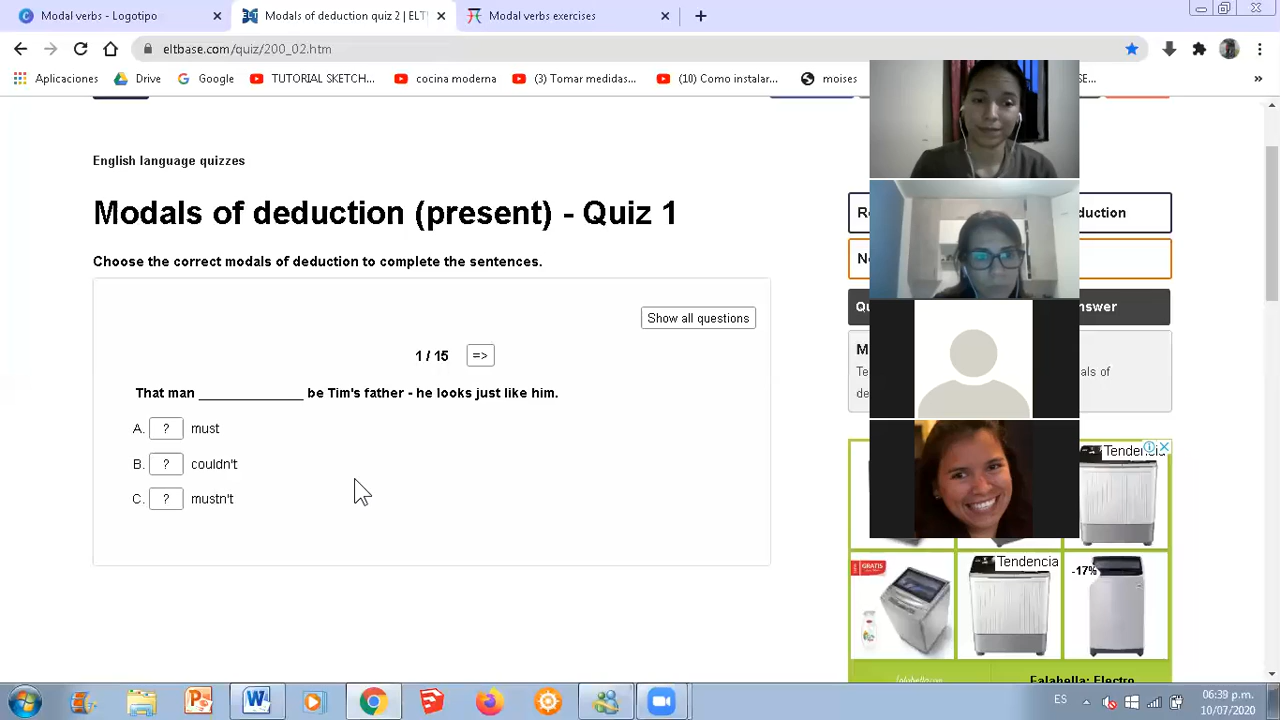 Modal verbs - Logotipo
Modals of deduction quiz 2 | ELT
Modal verbs exercises
eltbase.com/quiz/200_02.htm
Aplicaciones
Drive
Google
TUTORIAL SKETCH...
cocina moderna
(3) Tomar medidas...
(10) Como instalar...
moises
E...
»
English language quizzes
Modals of deduction (present) - Quiz 1
Choose the correct modals of deduction to complete the sentences.
Show all questions
1 / 15 =>
That man _____________ be Tim's father - he looks just like him.
A. ? must
B. ? couldn't
C. ? mustn't
duction
nswer
als of
de
Tendencia
GRATIS
Tendencia
-17%
falabella.com
Falabella: Electro
ES
06:39 p.m.
10/07/2020